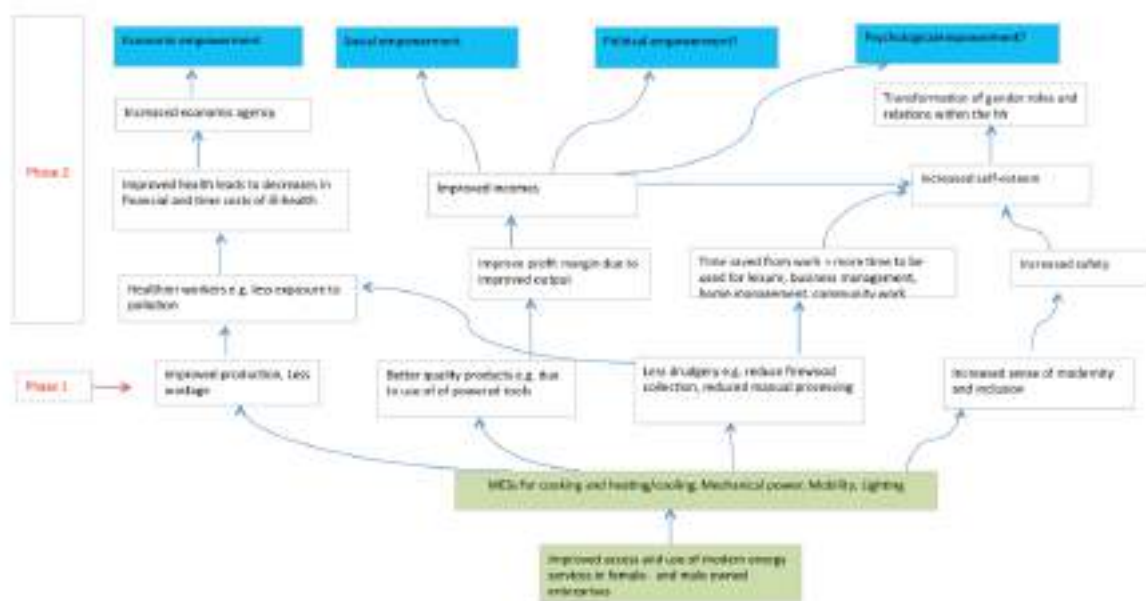 Economic empowerment
Social empowerment
Political empowerment?
Psychological empowerment?
Increased economic agency
Transformation of gender roles and
relations within the hh
Phase 2
Improved health leads to decreases in
financial and time costs of ill-health
Improved incomes
Increased self-esteem
Healthier workers e.g. less exposure to
pollution
Improve profit margin due to
improved output
Time saved from work = more time to be
used for leisure, business management,
home management, community work
Increased safety
Phase 1
Improved production, Less
wastage
Better quality products e.g. due
to use of of powered tools
Less drudgery e.g. reduce firewood
collection, reduced manual processing
Increased sense of modernity
and inclusion
MESs for cooking and heating/cooling, Mechanical power, Mobility, Lighting
Improved access and use of modern energy
services in female - and male owned
enterprises